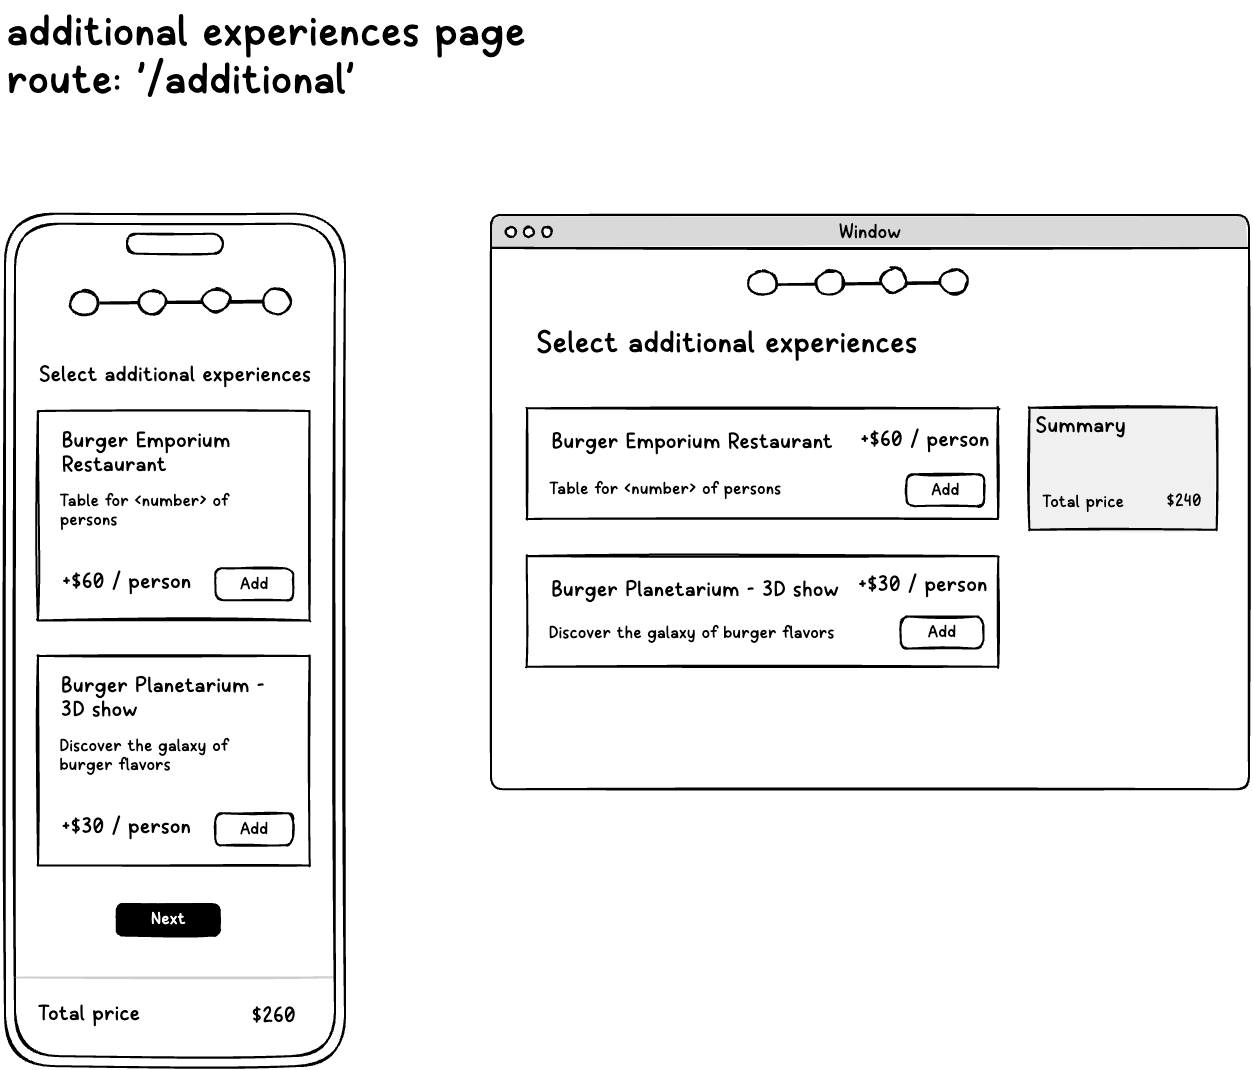 additional experiences page
route: '/additional'
Select additional experiences
Burger Emporium
Restaurant
Table for <number> of
persons
+$60 / person
Add
Burger Planetarium -
3D show
Discover the galaxy of
burger flavors
+$30 / person
Add
Next
Total price
$260
Window
Select additional experiences
Burger Emporium Restaurant
+$60 / person
Table for <number> of persons
Add
Burger Planetarium - 3D show
+$30 / person
Discover the galaxy of burger flavors
Add
Summary
Total price
$240